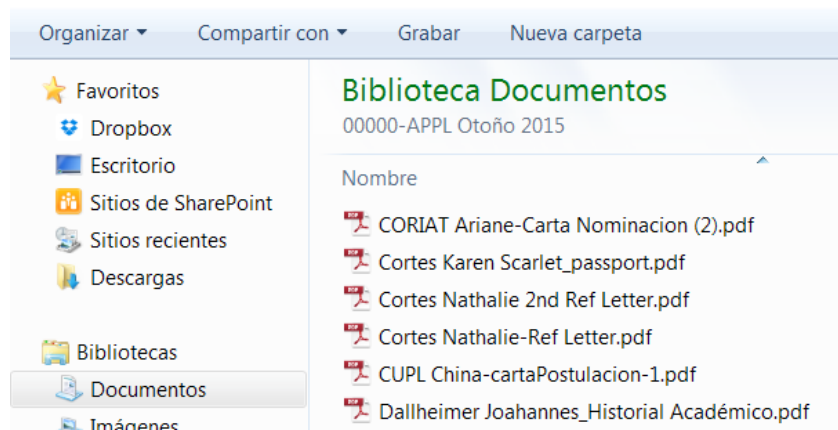 Organizar Compartir con Grabar Nueva carpeta
Favoritos
Dropbox
Escritorio
Sitios de SharePoint
Sitios recientes
Descargas
Bibliotecas
Documentos
Imágenes
Biblioteca Documentos
00000-APPL Otoño 2015
Nombre
CORIAT Ariane-Carta Nominacion (2).pdf
Cortes Karen Scarlet_passport.pdf
Cortes Nathalie 2nd Ref Letter.pdf
Cortes Nathalie-Ref Letter.pdf
CUPL China-cartaPostulacion-1.pdf
Dallheimer Joahannes_Historial Académico.pdf